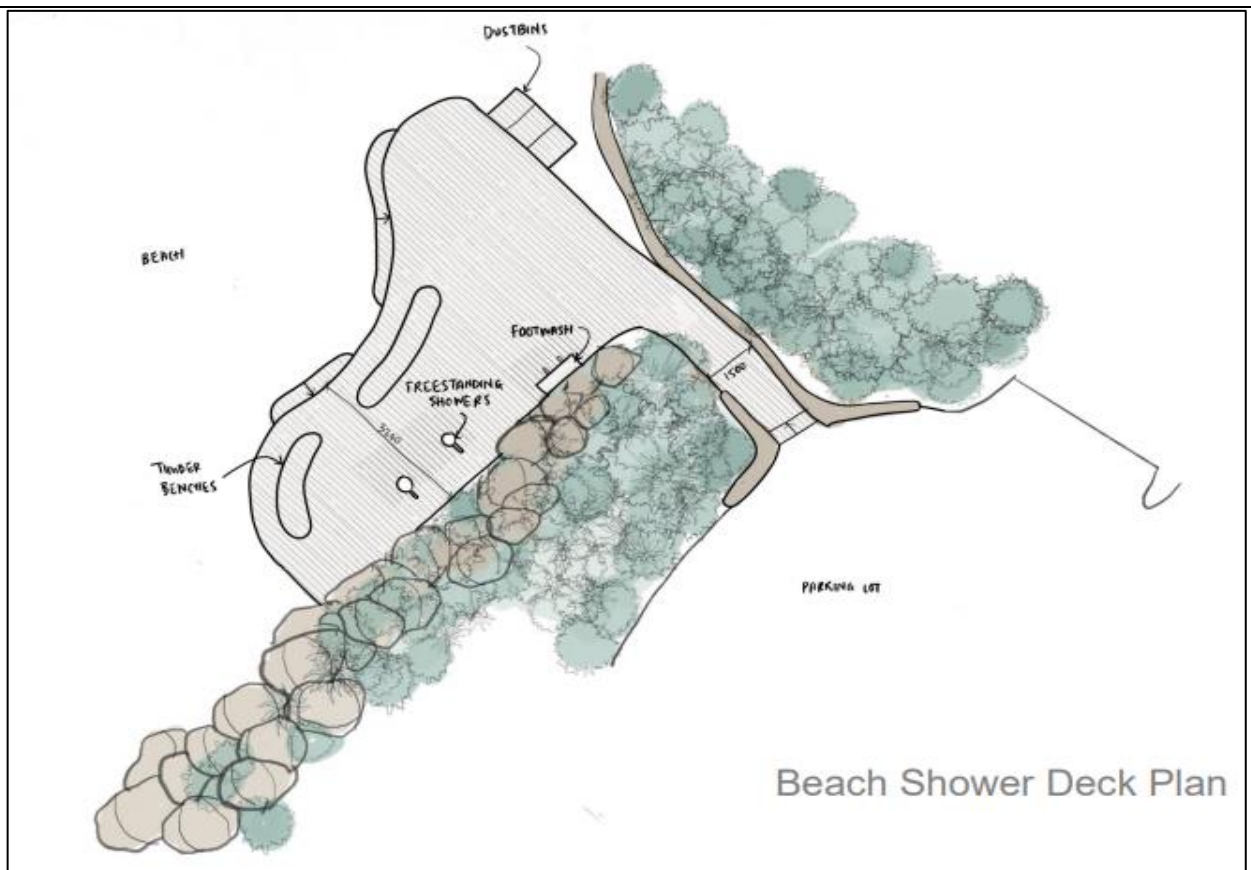 DUSTBINS
BEACH
FOOTWASH
FREESTANDING
SHOWERS
1500
TIMBER
BENCHES
PARKING LOT
Beach Shower Deck Plan